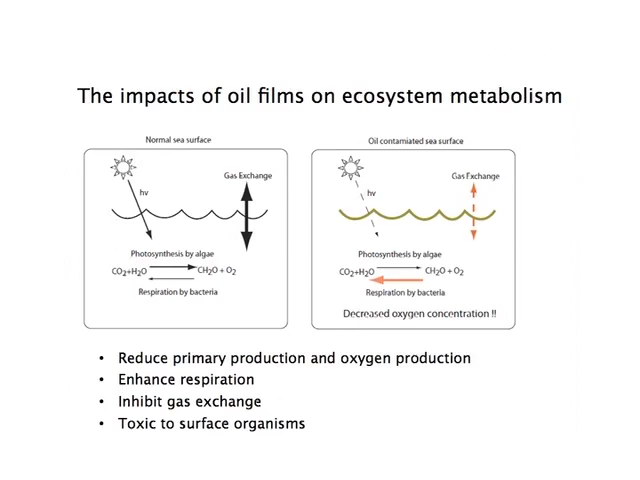 The impacts of oil films on ecosystem metabolism
Normal sea surface
hv
Gas Exchange
Photosynthesis by algae
CO₂+H₂O CH₂O + O₂
Respiration by bacteria
Oil contamiated sea surface
hv
Gas Exchange
Photosynthesis by algae
CO₂+H₂O CH₂O + O₂
Respiration by bacteria
Decreased oxygen concentration !!
• Reduce primary production and oxygen production
• Enhance respiration
• Inhibit gas exchange
• Toxic to surface organisms